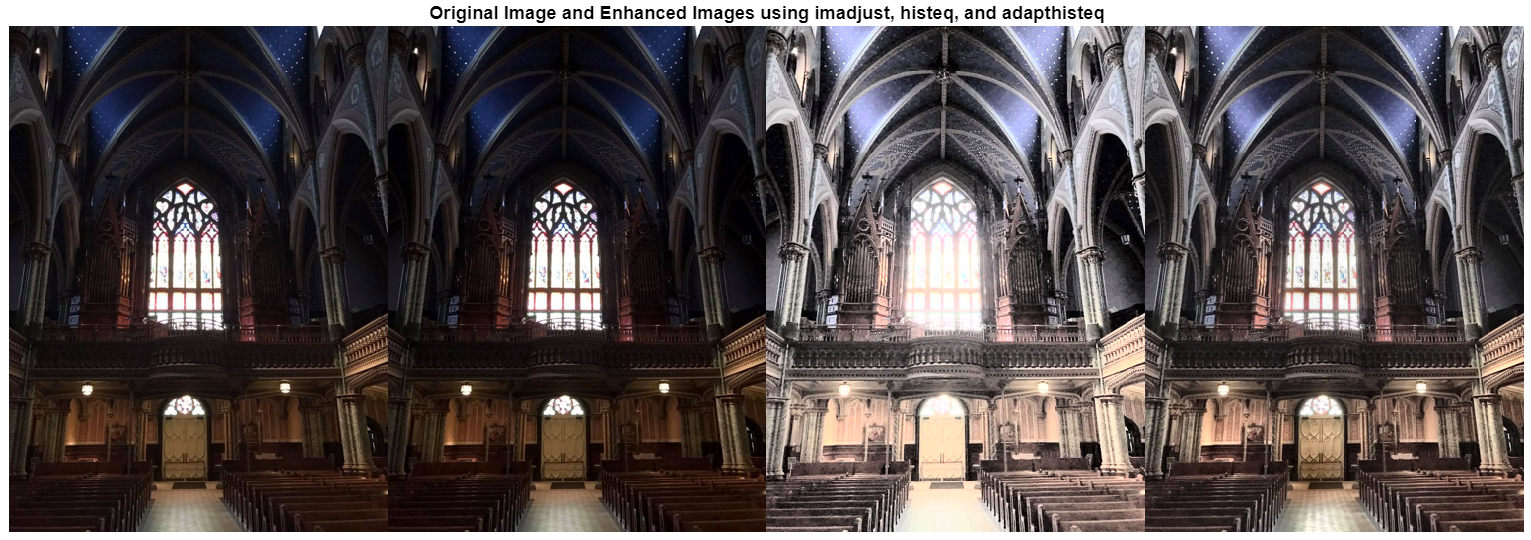 Original Image and Enhanced Images using imadjust, histeq, and adapthisteq